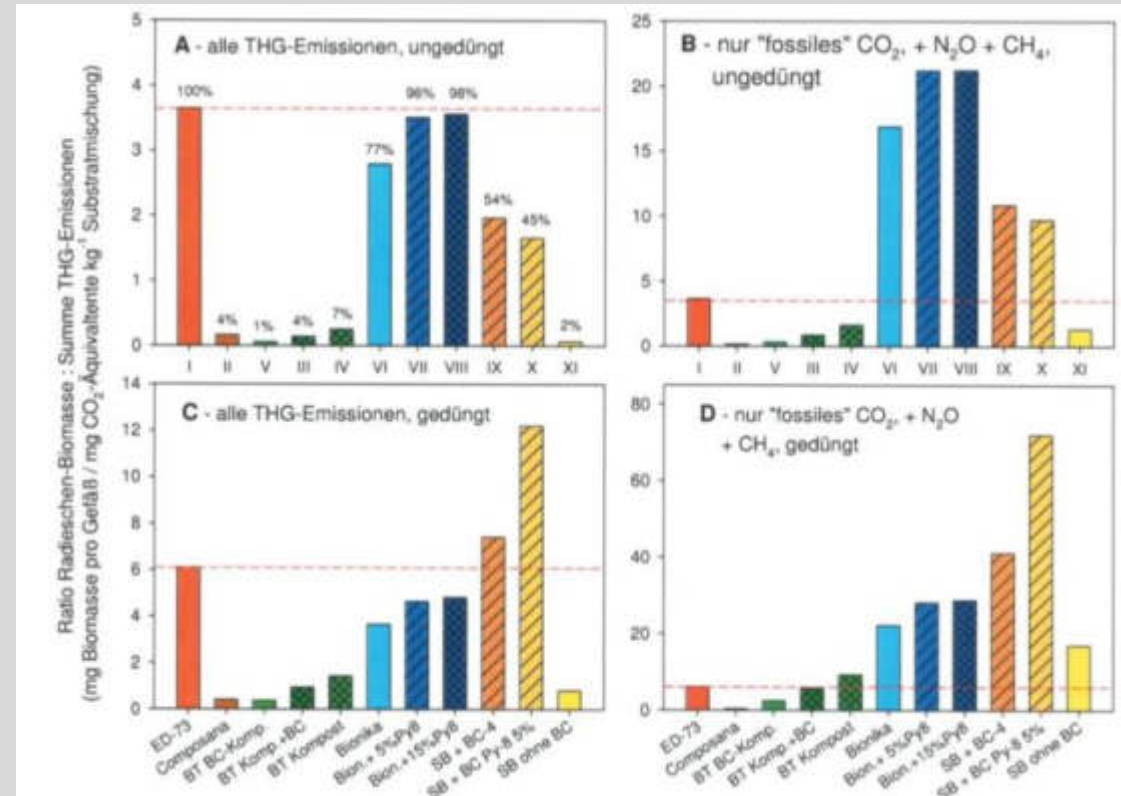 Ratio Radieschen-Biomasse : Summe THG-Emissionen
(mg Biomasse pro Gefäß / mg CO₂-Äquivaltente kg⁻¹ Substratmischung)
A - alle THG-Emissionen, ungedüngt
5
4
3
2
1
0
100%
4%
1%
4%
7%
77%
96%
98%
54%
45%
2%
I II V III IV VI VII VIII IX X XI
B - nur "fossiles" CO₂, + N₂O + CH₄,
ungedüngt
25
20
15
10
5
0
I II V III IV VI VII VIII IX X XI
C - alle THG-Emissionen, gedüngt
14
12
10
8
6
4
2
0
ED-73
Composana
BT BC-Komp.
BT Komp.+BC
BT Kompost
Bionika
Bion.+ 5%Py8
Bion.+15%Py8
SB + BC-4
SB + BC Py-8 5%
SB ohne BC
D - nur "fossiles" CO₂, + N₂O
+ CH₄, gedüngt
80
60
40
20
0
ED-73
Composana
BT BC-Komp.
BT Komp.+BC
BT Kompost
Bionika
Bion.+ 5%Py8
Bion.+15%Py8
SB + BC-4
SB + BC Py-8 5%
SB ohne BC